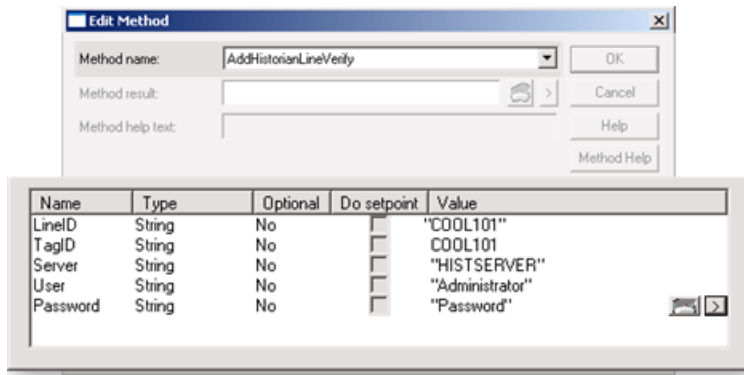 Edit Method
Method name: AddHistorianLineVerify OK
Method result: > Cancel
Method help text: Help
Method Help
Name Type Optional Do setpoint Value
LineID String No "COOL101"
TagID String No COOL101
Server String No "HISTSERVER"
User String No "Administrator"
Password String No "Password" >